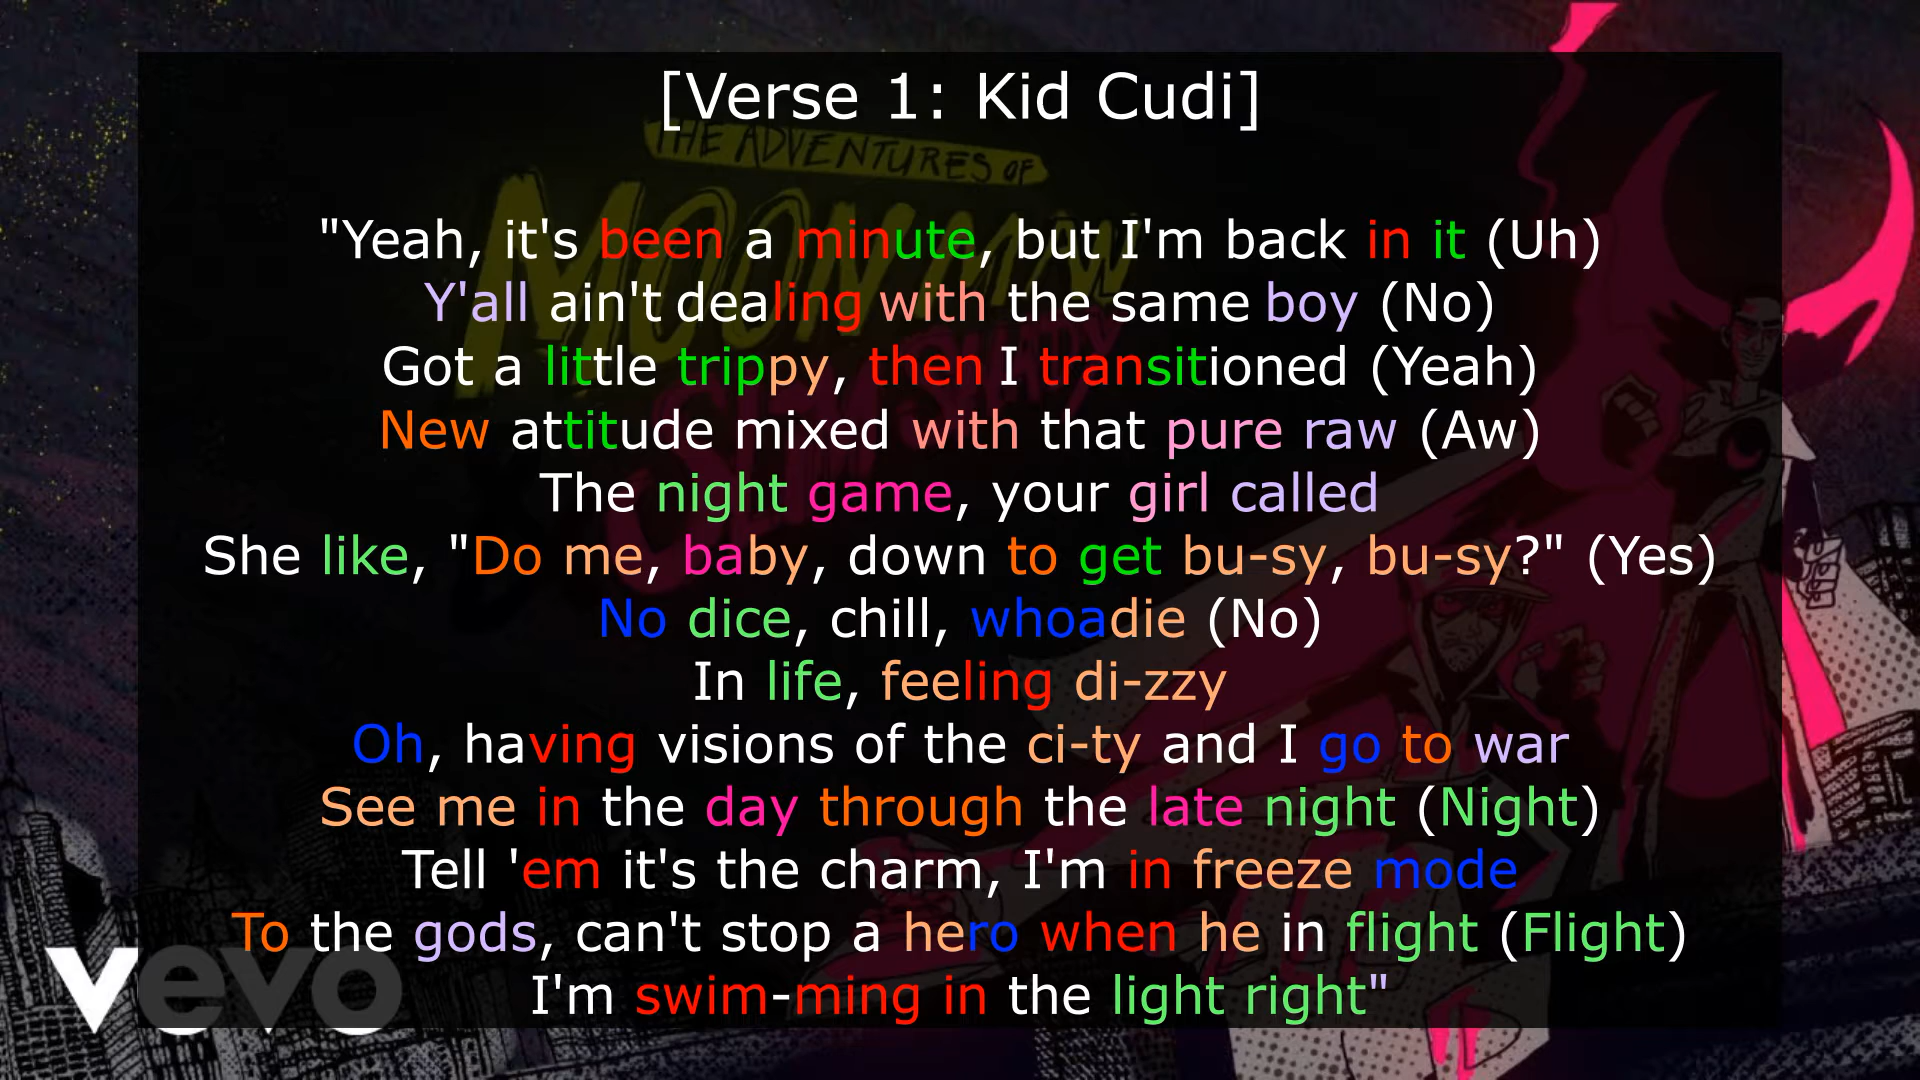 [Verse 1: Kid Cudi]
THE ADVENTURES OF
MOON MAN
"Yeah, it's been a minute, but I'm back in it (Uh)
Y'all ain't dealing with the same boy (No)
Got a little trippy, then I transitioned (Yeah)
New attitude mixed with that pure raw (Aw)
The night game, your girl called
She like, "Do me, baby, down to get bu-sy, bu-sy?" (Yes)
No dice, chill, whoadie (No)
In life, feeling di-zzy
Oh, having visions of the ci-ty and I go to war
See me in the day through the late night (Night)
Tell 'em it's the charm, I'm in freeze mode
To the gods, can't stop a hero when he in flight (Flight)
I'm swim-ming in the light right"
vevo